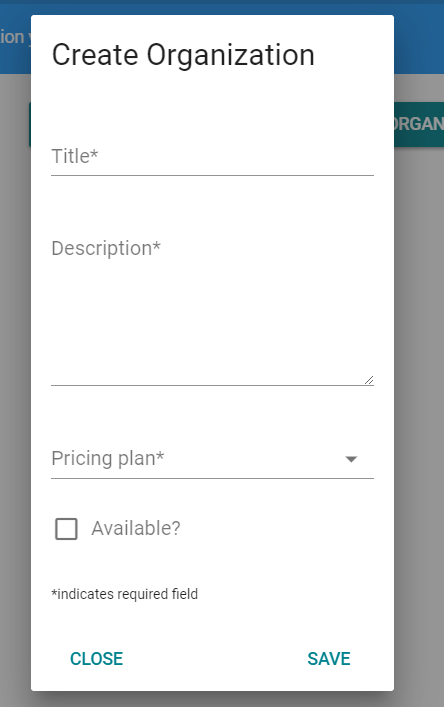 Create Organization
Title*
Description*
Pricing plan*
Available?
*indicates required field
CLOSE
SAVE